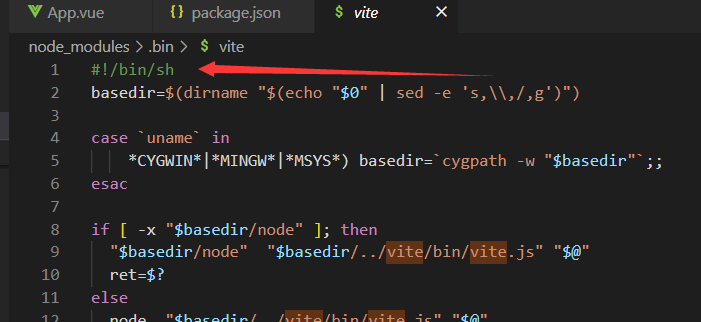 App.vue
{} package.json
$ vite ×
node_modules > .bin > $ vite
1 #!/bin/sh
2 basedir=$(dirname "$(echo "$0" | sed -e 's,\\,/,g')")
3
4 case `uname` in
5 *CYGWIN*|*MINGW*|*MSYS*) basedir=`cygpath -w "$basedir"`;;
6 esac
7
8 if [ -x "$basedir/node" ]; then
9 "$basedir/node"  "$basedir/../vite/bin/vite.js" "$@"
10 ret=$?
11 else
12 node  "$basedir/../vite/bin/vite.js" "$@"